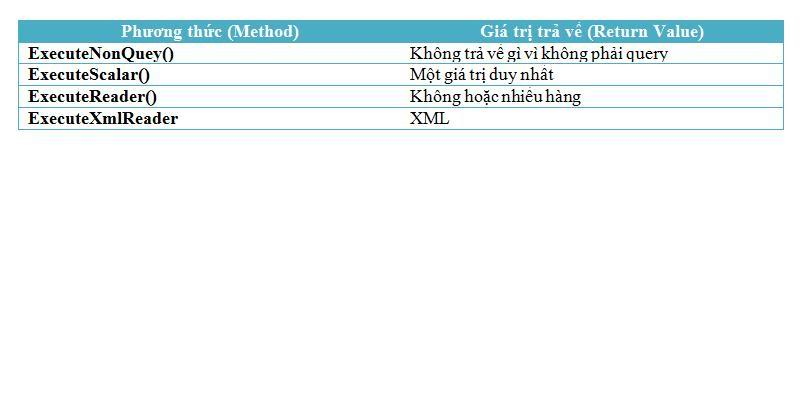 Phương thức (Method) Giá trị trả về (Return Value)
ExecuteNonQuey() Không trả về gì vì không phải query
ExecuteScalar() Một giá trị duy nhất
ExecuteReader() Không hoặc nhiều hàng
ExecuteXmlReader XML